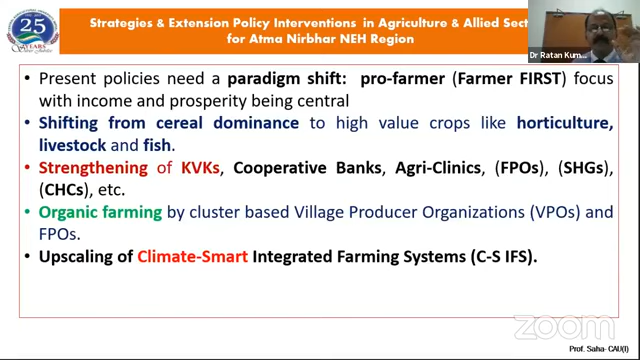 25
YEARS
Strategies & Extension Policy Interventions in Agriculture & Allied Sect
for Atma Nirbhar NEH Region
Dr Ratan Kum...
• Present policies need a paradigm shift: pro-farmer (Farmer FIRST) focus
with income and prosperity being central
• Shifting from cereal dominance to high value crops like horticulture,
livestock and fish.
• Strengthening of KVKs, Cooperative Banks, Agri-Clinics, (FPOs), (SHGs),
(CHCs), etc.
• Organic farming by cluster based Village Producer Organizations (VPOs) and
FPOs.
• Upscaling of Climate-Smart Integrated Farming Systems (C-S IFS).
zoom
Prof. Saha- CAU(I)